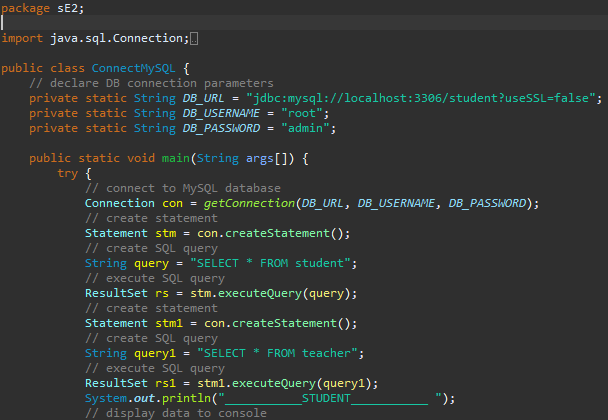 package sE2;
import java.sql.Connection;
public class ConnectMySQL {
// declare DB connection parameters
private static String DB_URL = "jdbc:mysql://localhost:3306/student?useSSL=false";
private static String DB_USERNAME = "root";
private static String DB_PASSWORD = "admin";
public static void main(String args[]) {
try {
// connect to MySQL database
Connection con = getConnection(DB_URL, DB_USERNAME, DB_PASSWORD);
// create statement
Statement stm = con.createStatement();
// create SQL query
String query = "SELECT * FROM student";
// execute SQL query
ResultSet rs = stm.executeQuery(query);
// create statement
Statement stm1 = con.createStatement();
// create SQL query
String query1 = "SELECT * FROM teacher";
// execute SQL query
ResultSet rs1 = stm1.executeQuery(query1);
System.out.println("___________STUDENT___________ ");
// display data to console